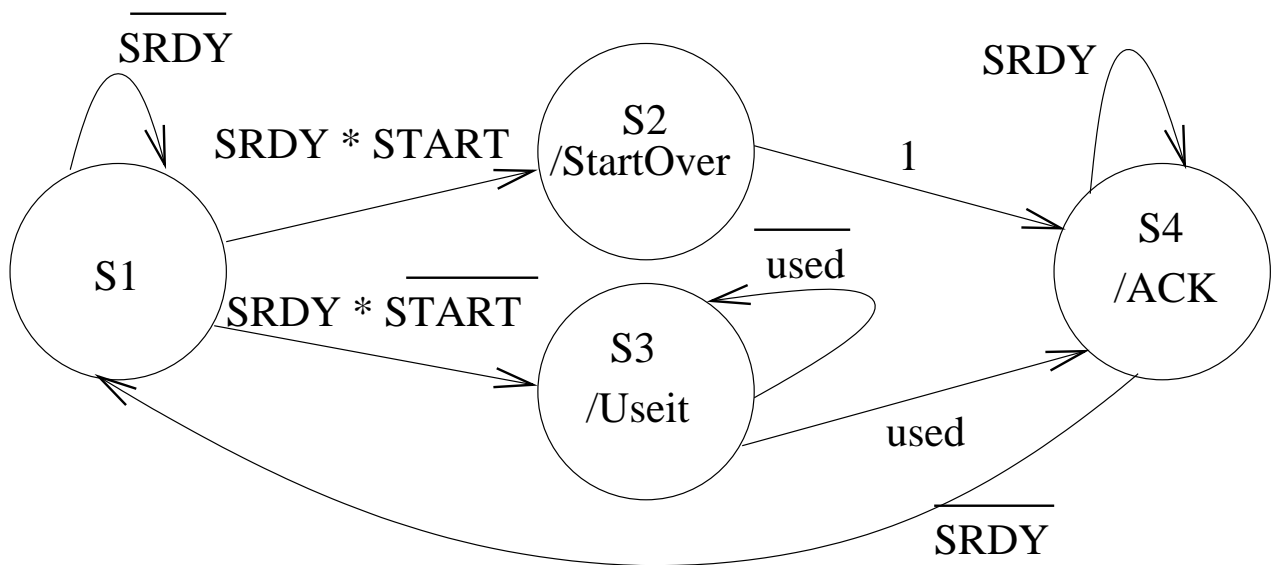 SRDY
SRDY
SRDY * START
S2
/StartOver
1
S1
S4
/ACK
used
SRDY * START
S3
/Useit
used
SRDY